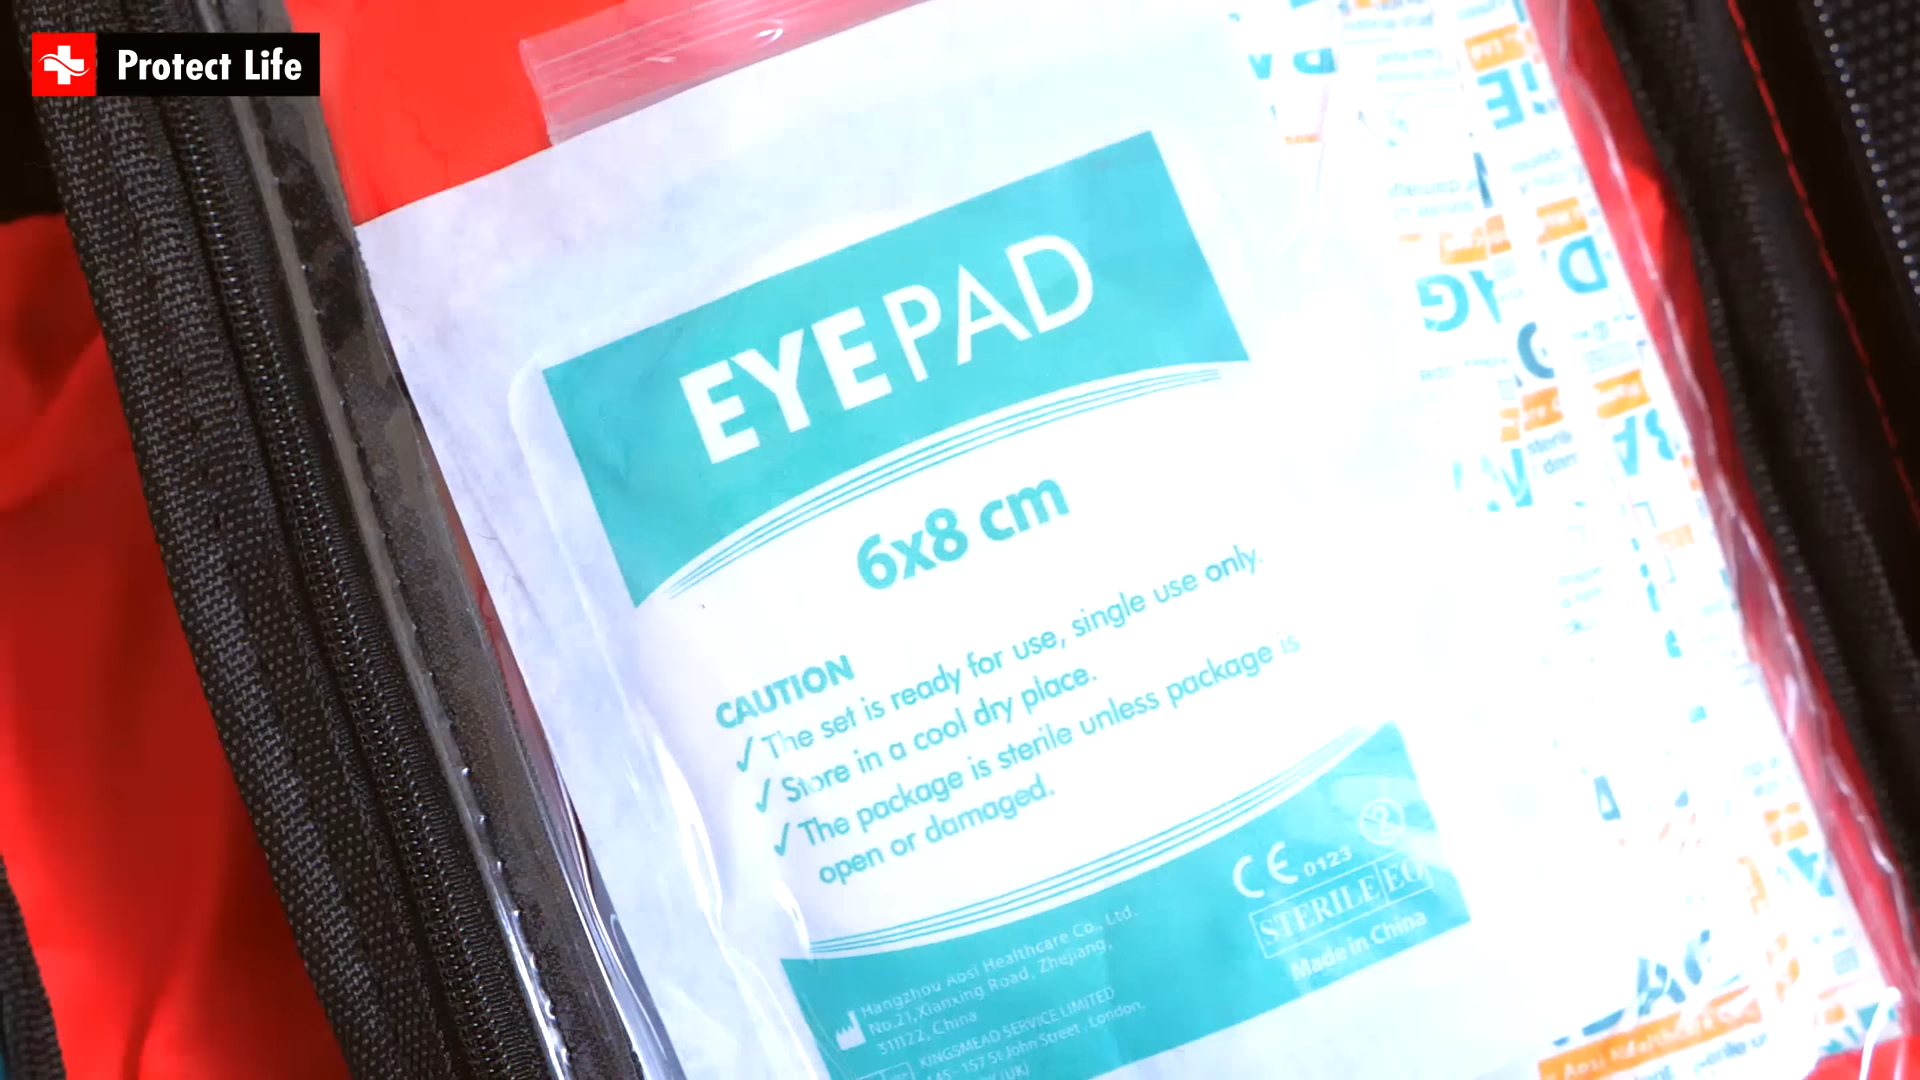 Protect Life
EYEPAD
6x8 cm
CAUTION
✓ The set is ready for use, single use only.
✓ Store in a cool dry place.
✓ The package is sterile unless package is
open or damaged.
CE 0123
STERILE EO
Made in China
Hangzhou Aosi Healthcare Co., Ltd.
No.21, Xianxing Road, Zhejiang,
311122, China
KINGSMEAD SERVICE LIMITED
145 - 157 St John Street, London,